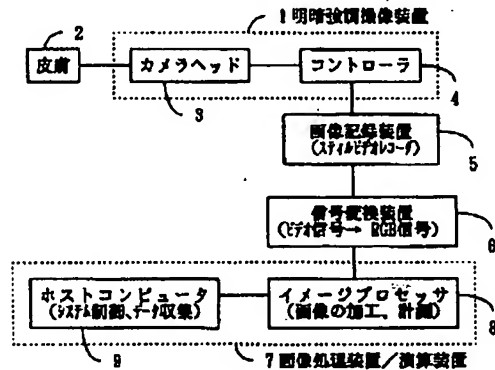 1 明暗強調撮像装置
2
皮膚
カメラヘッド
コントローラ
3
4
画像記録装置
(スティルビデオレコーダ)
5
信号変換装置
(ビデオ信号→ RGB信号)
6
ホストコンピュータ
(システム制御、データ収集)
イメージプロセッサ
(画像の加工、計測)
8
9
7 画像処理装置/演算装置